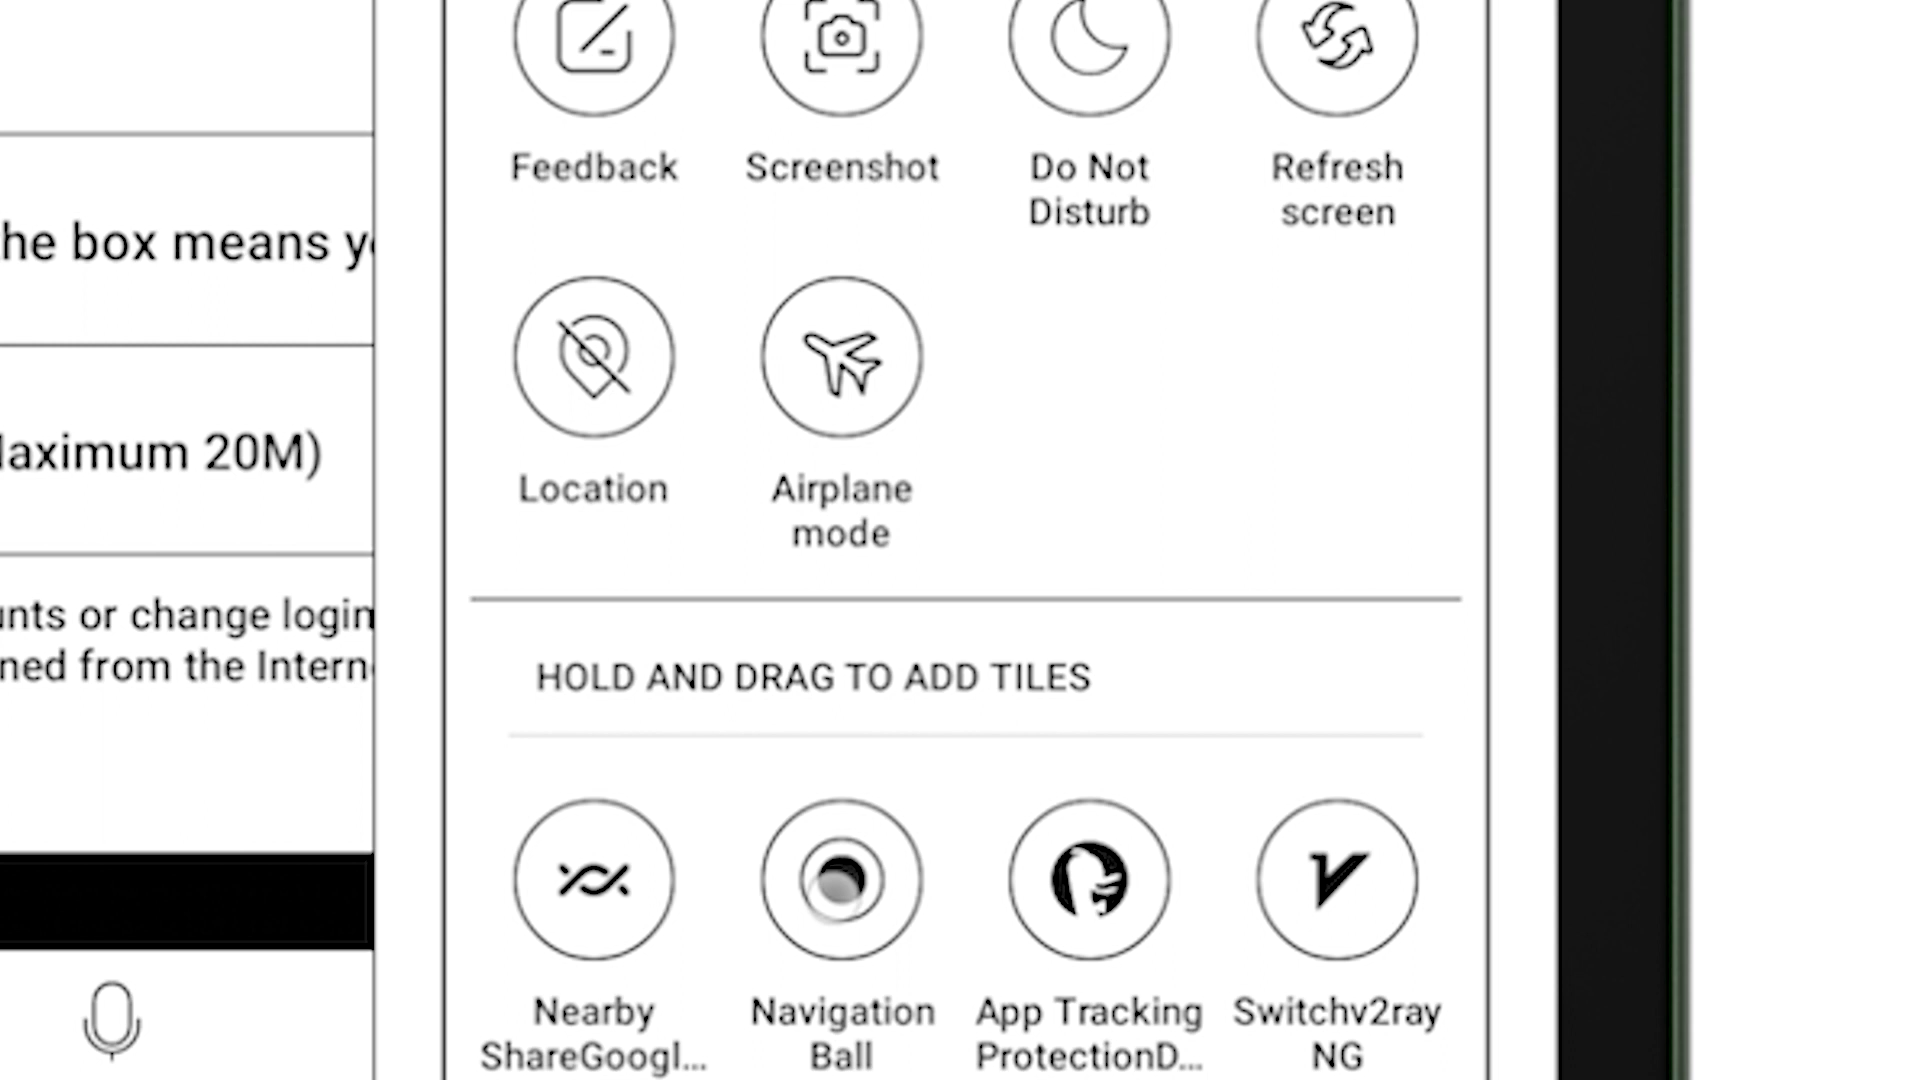 he box means y
aximum 20M)
nts or change login
ned from the Intern
Feedback
Screenshot
Do Not
Disturb
Refresh
screen
Location
Airplane
mode
HOLD AND DRAG TO ADD TILES
Nearby
ShareGoogl...
Navigation
Ball
App Tracking
ProtectionD...
Switchv2ray
NG